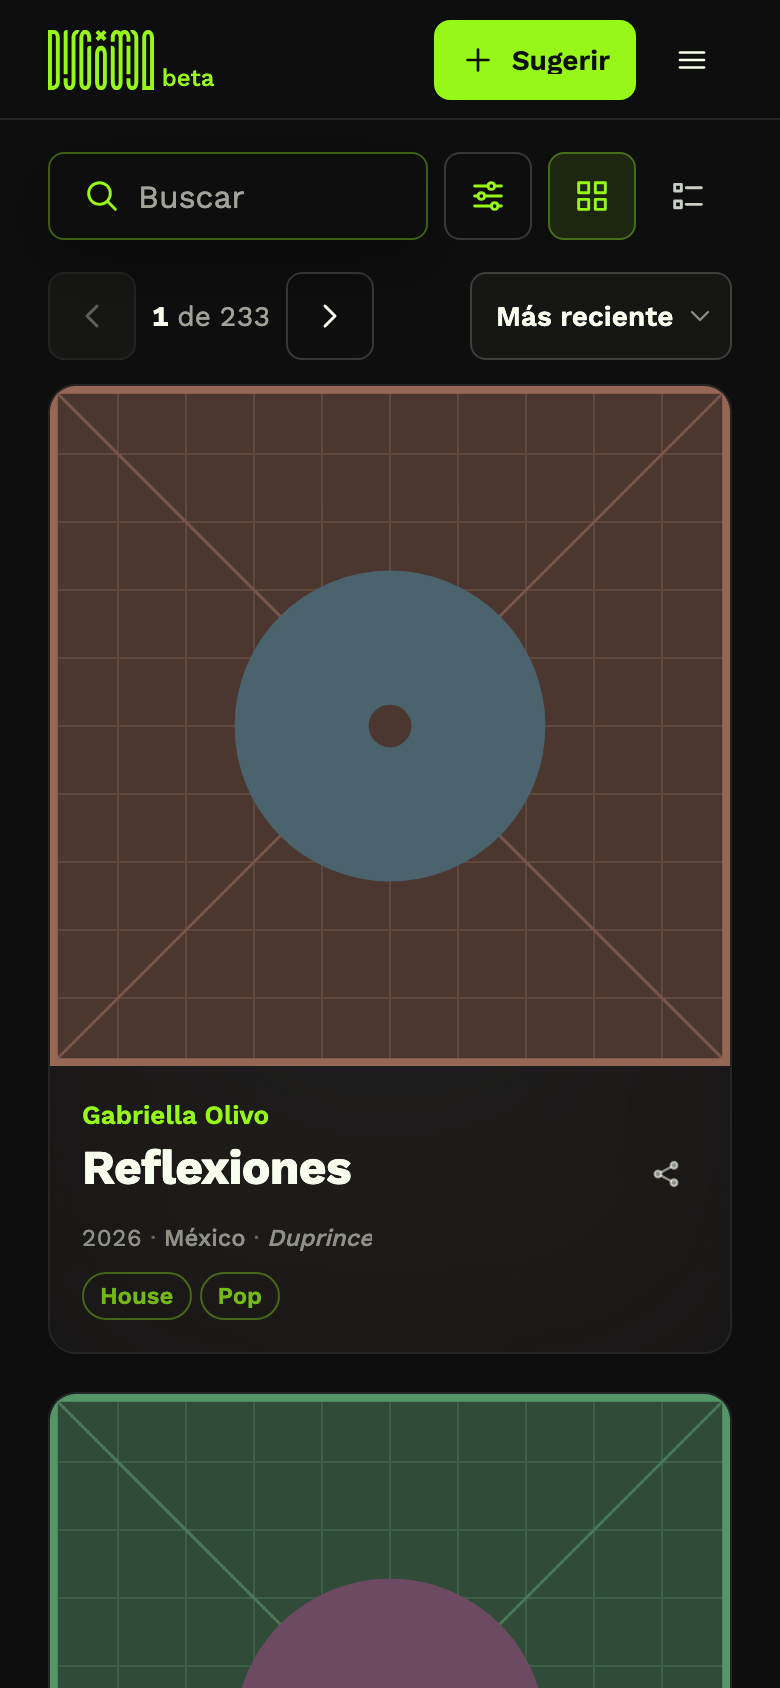 beta
Sugerir
Buscar
1 de 233
Más reciente
Gabriella Olivo
Reflexiones
2026 · México · Duprince
House
Pop